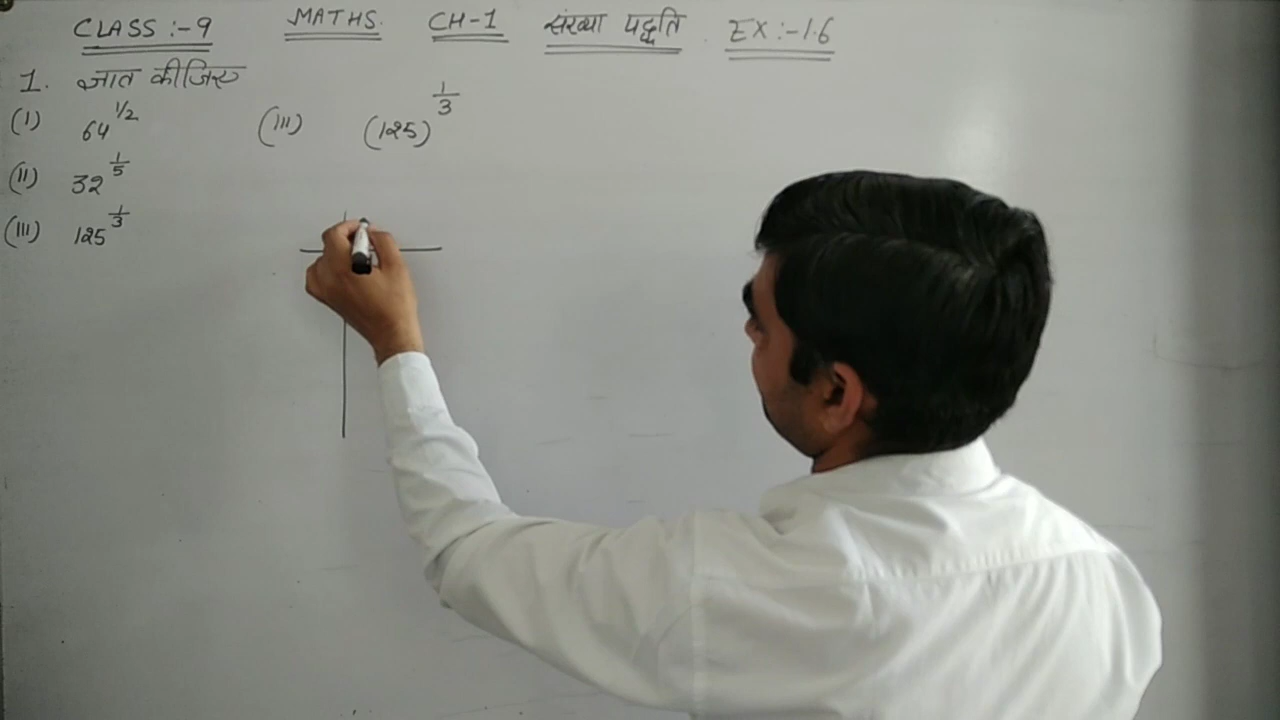 CLASS :- 9 MATHS. CH-1 संख्या पद्धति . EX :- 1.6
1. ज्ञात कीजिए
(I) 64^1/2 (III) (125)^1/3
(II) 32^1/5
(III) 125^1/3